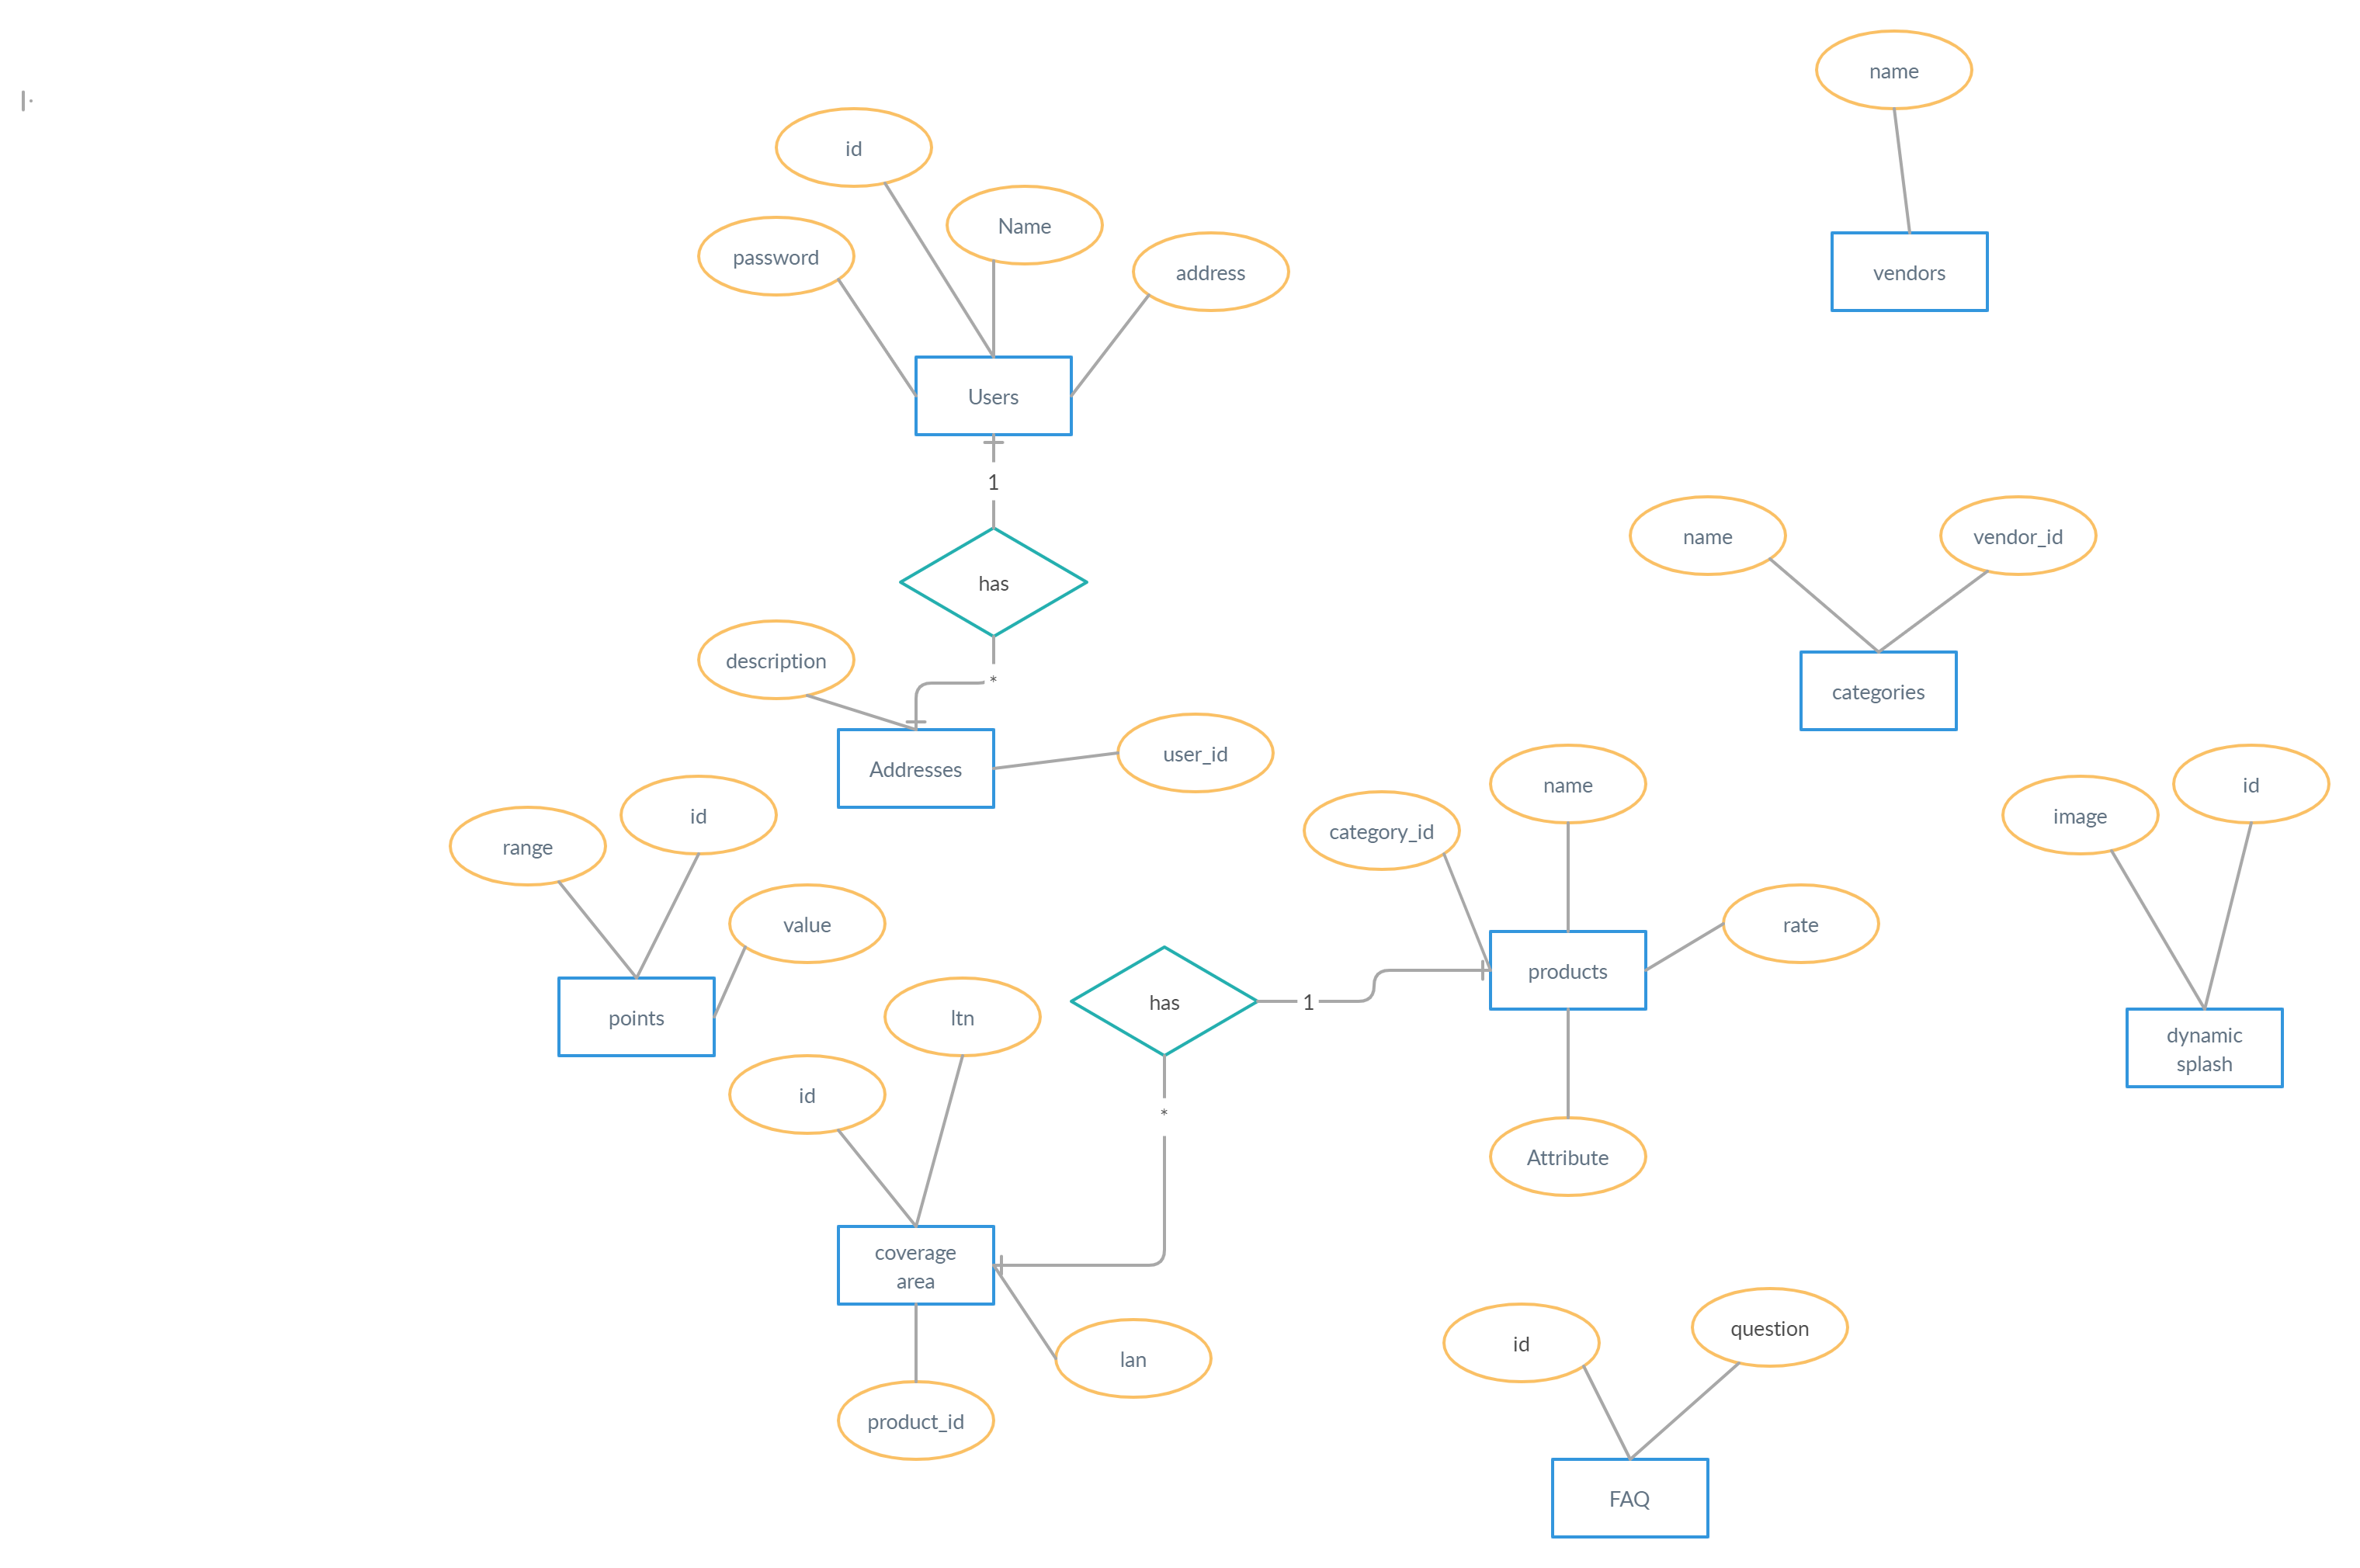 name
id
Name
password
address
vendors
Users
1
has
name
vendor_id
description
*
categories
user_id
Addresses
name
id
id
image
category_id
range
value
rate
products
has
1
points
ltn
dynamic
splash
id
*
Attribute
coverage
area
question
id
lan
product_id
FAQ